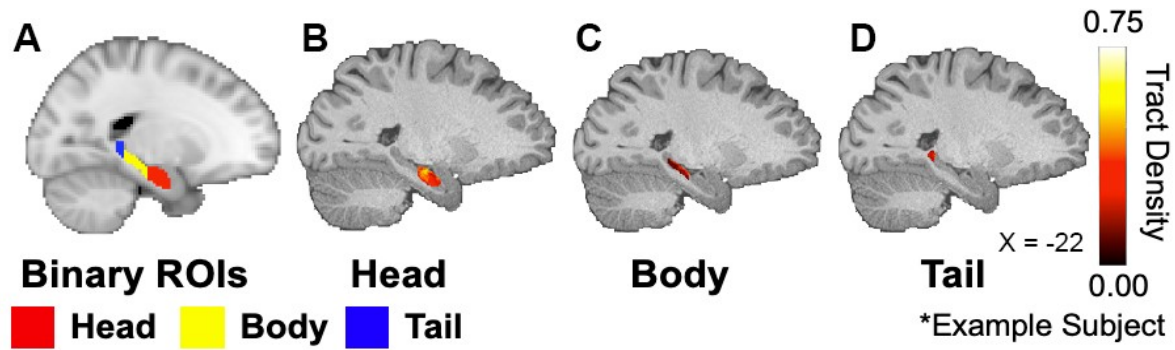 A B C D
0.75
Tract Density
X = -22
0.00
Binary ROIs Head Body Tail
Head Body Tail
*Example Subject